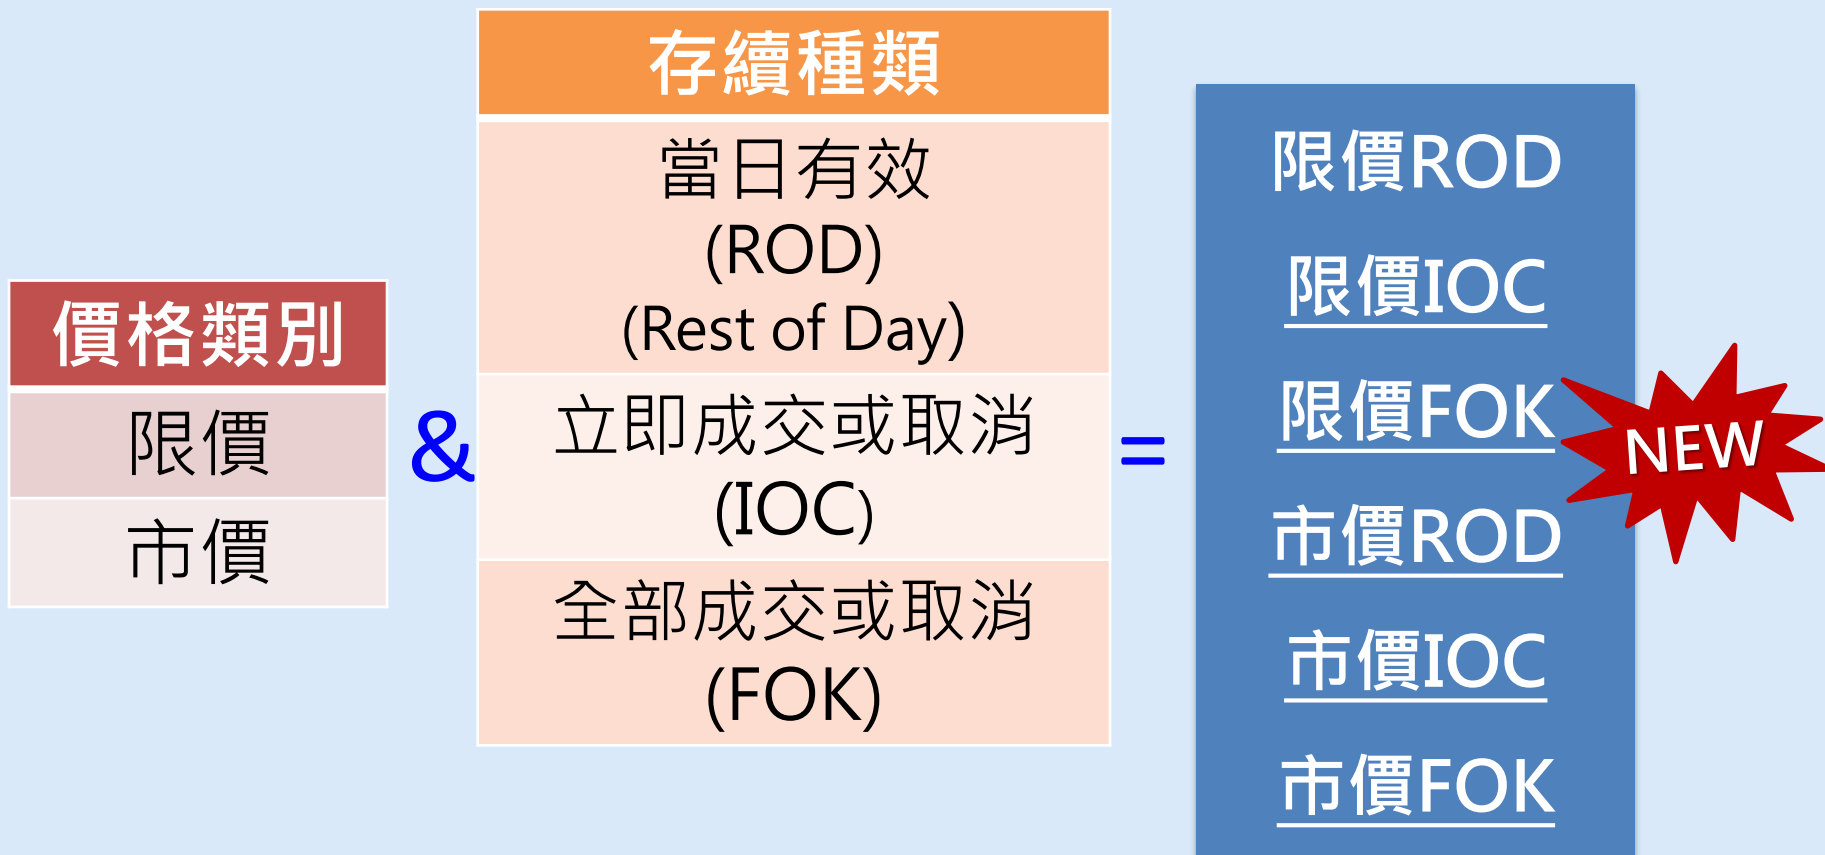 價格類別
限價
市價
&
存續種類
當日有效
(ROD)
(Rest of Day)
立即成交或取消
(IOC)
全部成交或取消
(FOK)
=
限價ROD
限價IOC
限價FOK
市價ROD
市價IOC
市價FOK
NEW